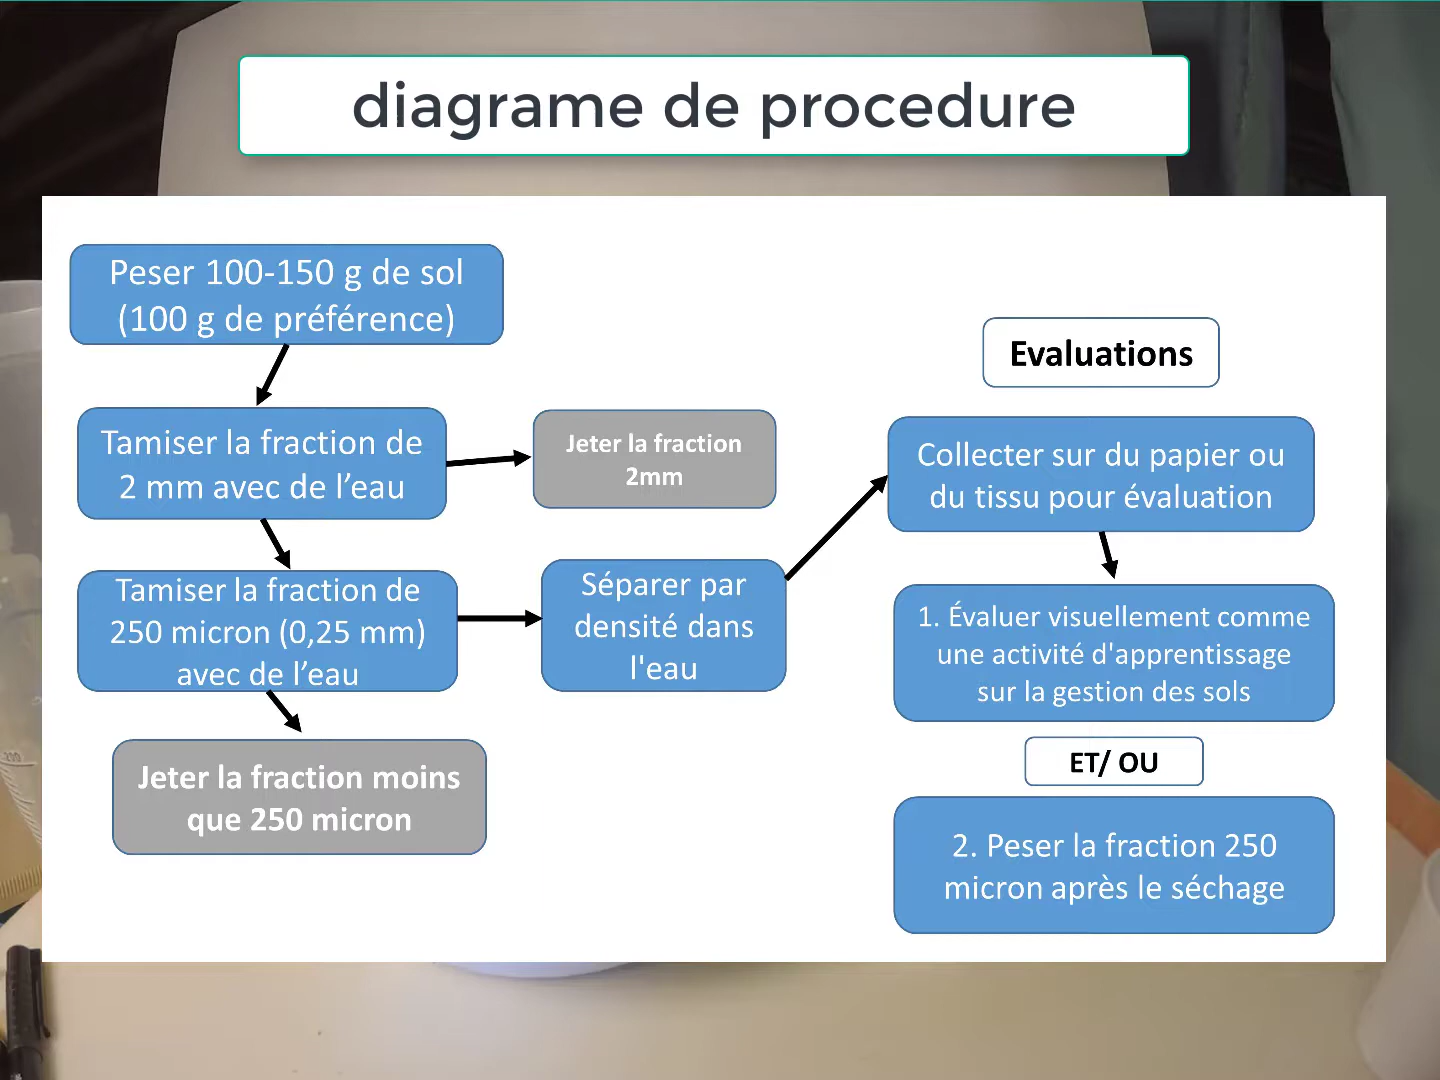 diagrame de procedure
Peser 100-150 g de sol
(100 g de préférence)
Tamiser la fraction de
2 mm avec de l’eau
Jeter la fraction
2mm
Tamiser la fraction de
250 micron (0,25 mm)
avec de l’eau
Séparer par
densité dans
l'eau
Jeter la fraction moins
que 250 micron
Evaluations
Collecter sur du papier ou
du tissu pour évaluation
1. Évaluer visuellement comme
une activité d'apprentissage
sur la gestion des sols
ET/ OU
2. Peser la fraction 250
micron après le séchage